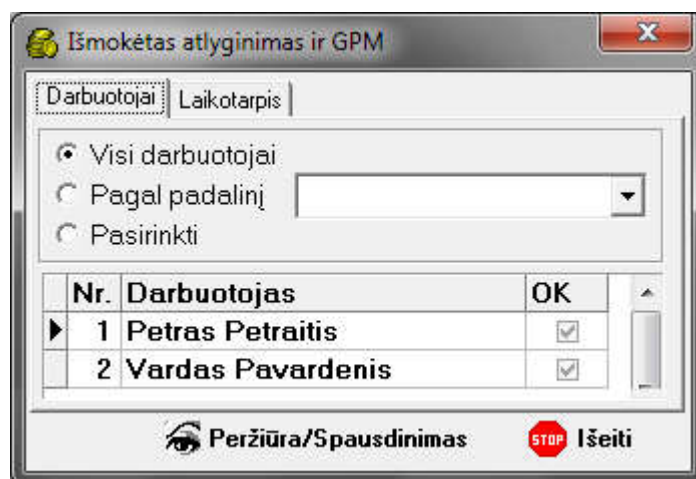 Išmokėtas atlyginimas ir GPM
Darbuotojai Laikotarpis
Visi darbuotojai
Pagal padalinį
Pasirinkti
Nr. Darbuotojas OK
1 Petras Petraitis
2 Vardas Pavardenis
Peržiūra/Spausdinimas STOP Išeiti